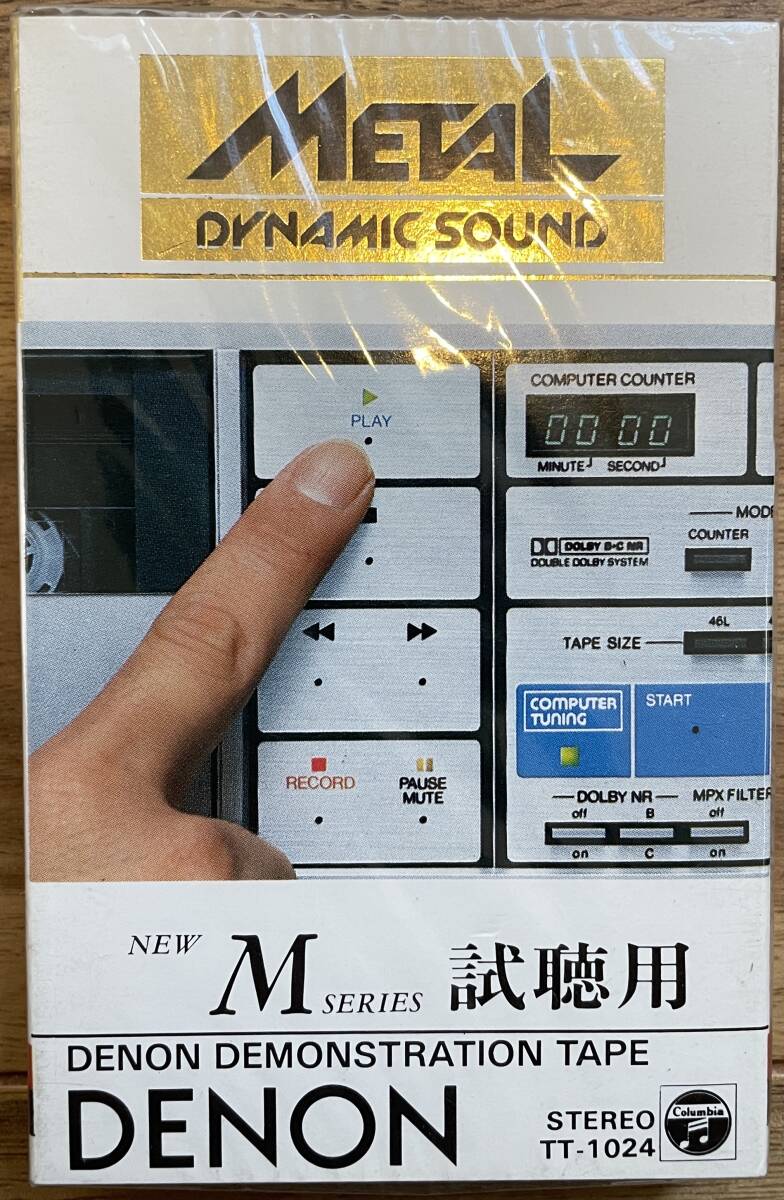 METAL
DYNAMIC SOUND
PLAY
COMPUTER COUNTER
00 00
MINUTE SECOND
MODE
COUNTER
DOLBY B•C NR
DOUBLE DOLBY SYSTEM
46L
TAPE SIZE
COMPUTER TUNING
START
RECORD
PAUSE
MUTE
DOLBY NR MPX FILTER
off B off
on C on
NEW M SERIES 試聴用
DENON DEMONSTRATION TAPE
DENON
STEREO
TT-1024
Columbia